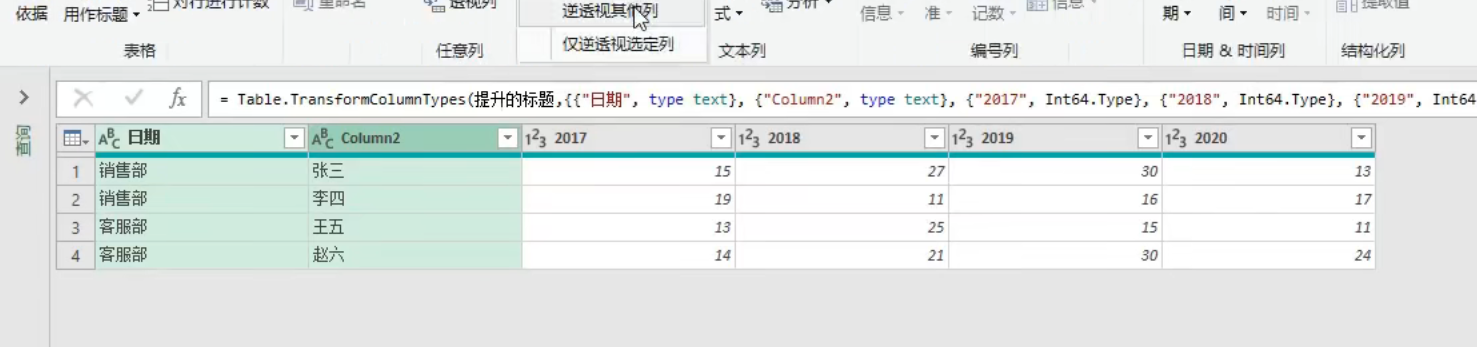 对行进行计数 重命名 透视列 逆透视其他列 分析 信息 提取值
依据 用作标题 仅逆透视选定列 式 信息 准 记数 期 间 时间
表格 任意列 文本列 编号列 日期 & 时间列 结构化列
fx = Table.TransformColumnTypes(提升的标题,{{"日期", type text}, {"Column2", type text}, {"2017", Int64.Type}, {"2018", Int64.Type}, {"2019", Int64
查询
ABC 日期 ABC Column2 123 2017 123 2018 123 2019 123 2020
1 销售部 张三 15 27 30 13
2 销售部 李四 19 11 16 17
3 客服部 王五 13 25 15 11
4 客服部 赵六 14 21 30 24